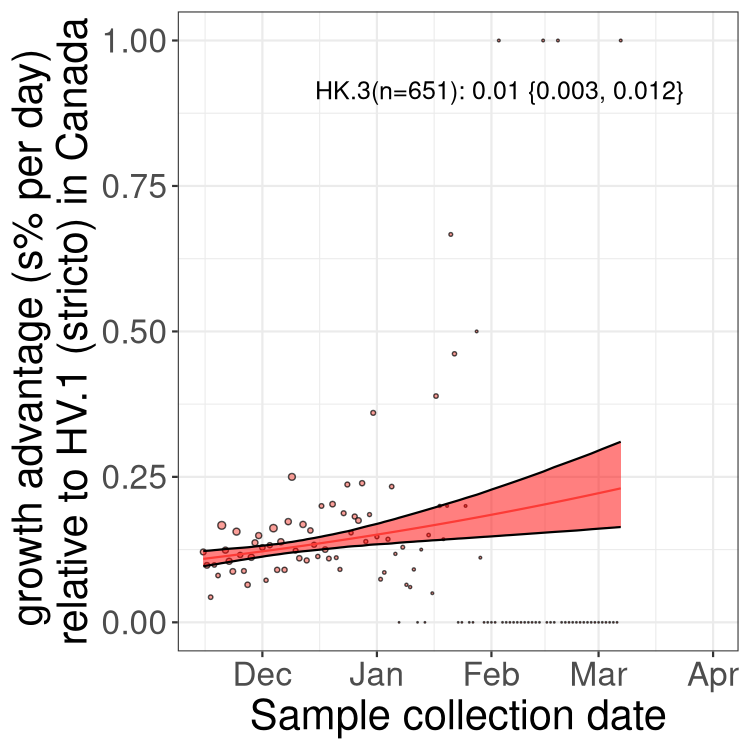 growth advantage (s% per day)
relative to HV.1 (stricto) in Canada
1.00
0.75
0.50
0.25
0.00
HK.3(n=651): 0.01 {0.003, 0.012}
Dec Jan Feb Mar Apr
Sample collection date